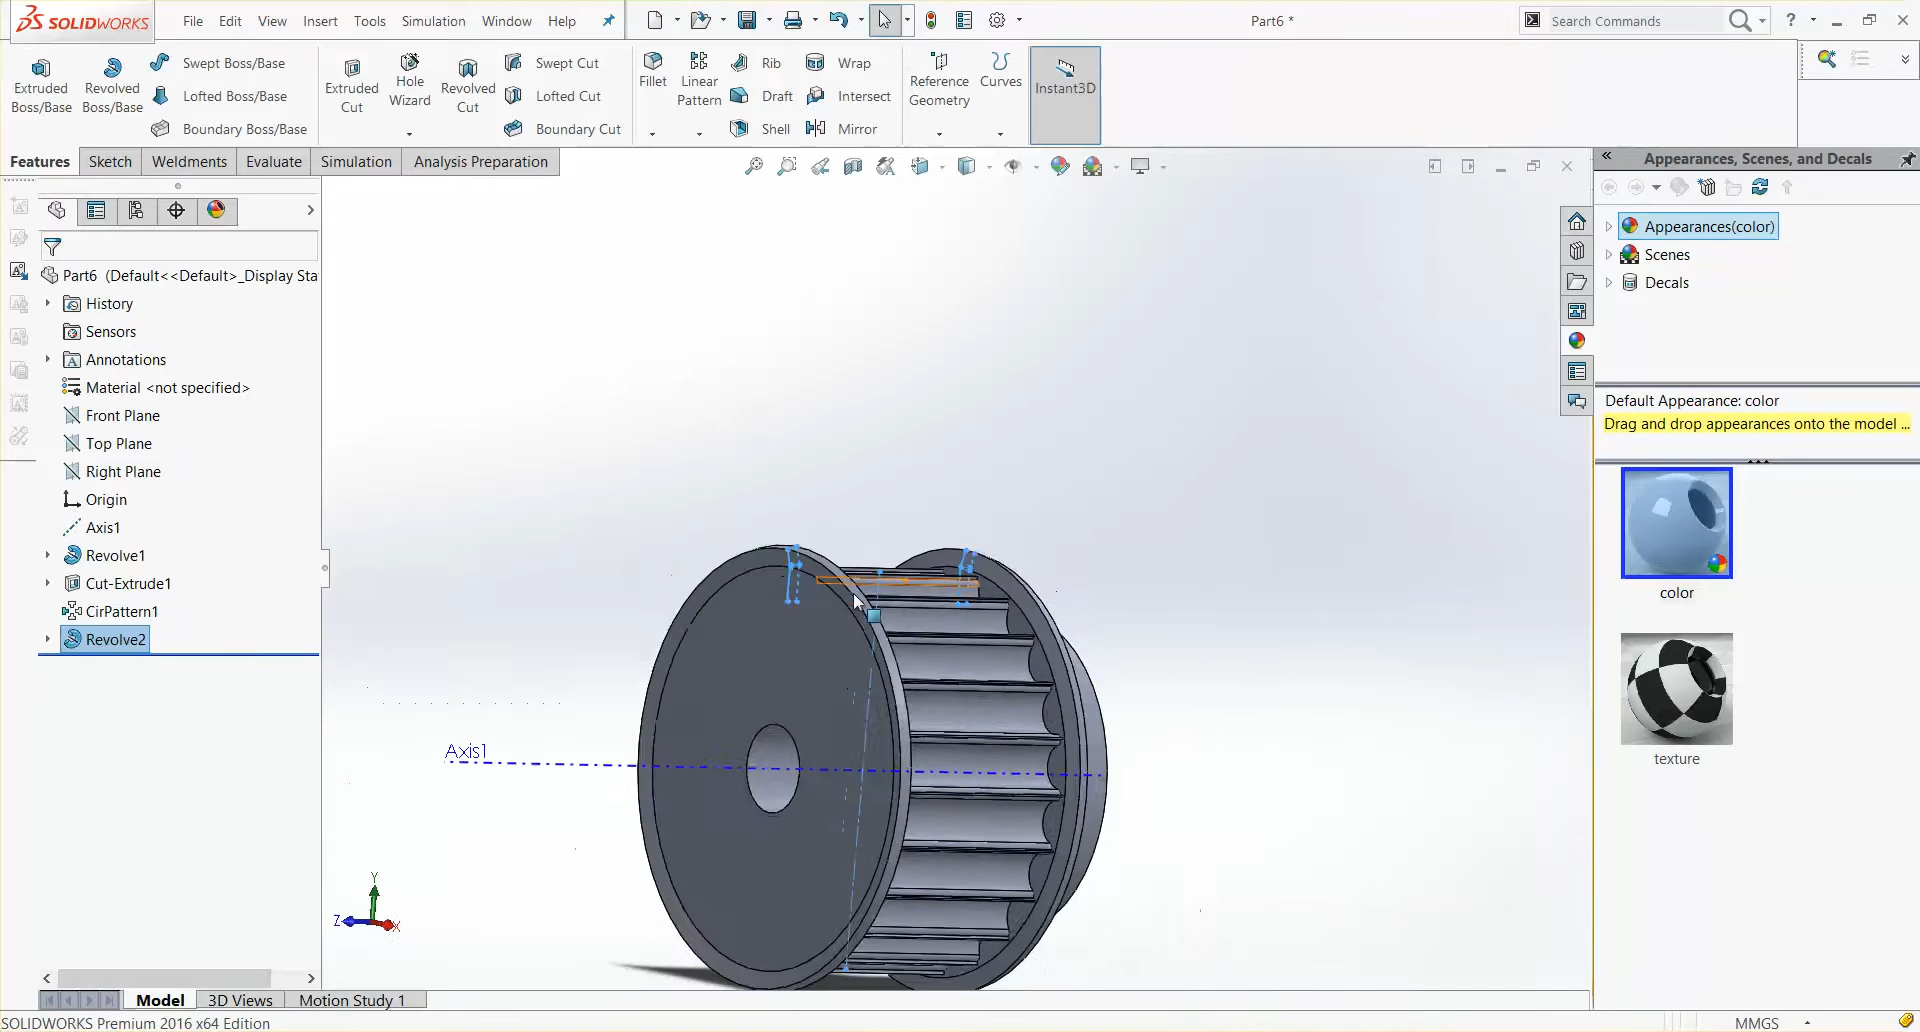 SOLIDWORKS File Edit View Insert Tools Simulation Window Help Part6 * Search Commands ?
Extruded Boss/Base
Revolved Boss/Base
Swept Boss/Base
Lofted Boss/Base
Boundary Boss/Base
Extruded Cut
Hole Wizard
Revolved Cut
Swept Cut
Lofted Cut
Boundary Cut
Fillet
Linear Pattern
Rib
Draft
Shell
Wrap
Intersect
Mirror
Reference Geometry
Curves
Instant3D
Features Sketch Weldments Evaluate Simulation Analysis Preparation
Part6 (Default<<Default>_Display Sta
History
Sensors
Annotations
Material <not specified>
Front Plane
Top Plane
Right Plane
Origin
Axis1
Revolve1
Cut-Extrude1
CirPattern1
Revolve2
Axis1
Y
Z
X
Appearances, Scenes, and Decals
Appearances(color)
Scenes
Decals
Default Appearance: color
Drag and drop appearances onto the model ...
color
texture
Model 3D Views Motion Study 1
SOLIDWORKS Premium 2016 x64 Edition MMGS